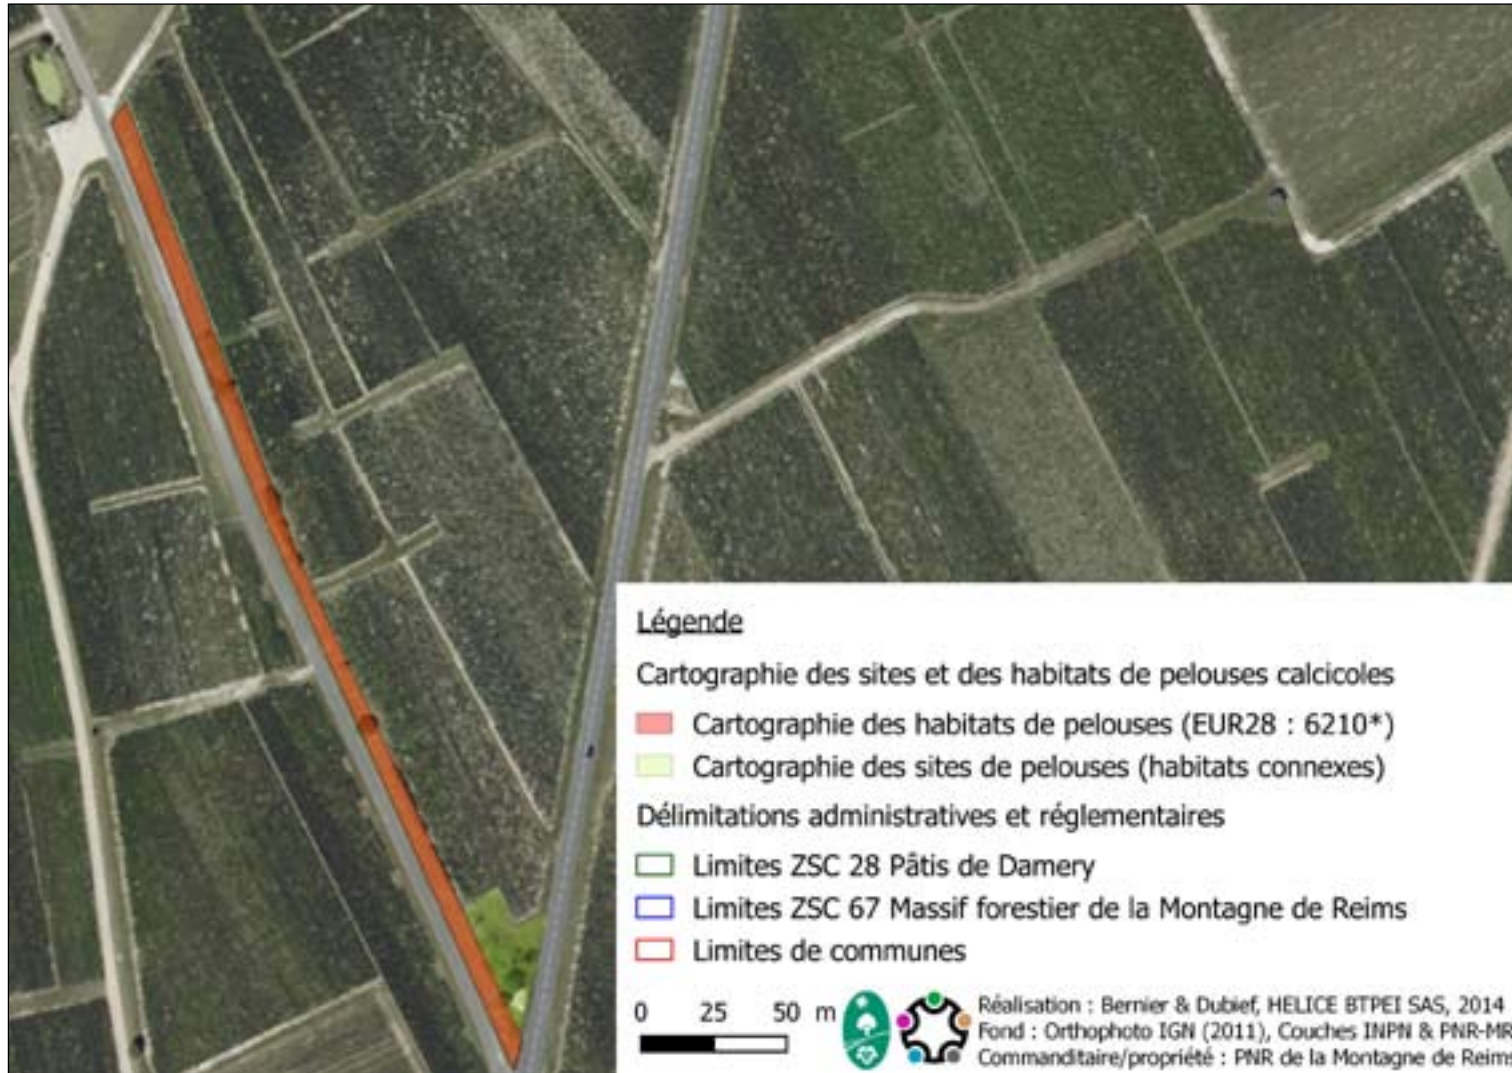 Légende
Cartographie des sites et des habitats de pelouses calcicoles
Cartographie des habitats de pelouses (EUR28 : 6210*)
Cartographie des sites de pelouses (habitats connexes)
Délimitations administratives et réglementaires
Limites ZSC 28 Pâtis de Damery
Limites ZSC 67 Massif forestier de la Montagne de Reims
Limites de communes
0 25 50 m
Réalisation : Bernier & Dubief, HELICE BTPEI SAS, 2014
Fond : Orthophoto IGN (2011), Couches INPN & PNR-MR
Commanditaire/propriété : PNR de la Montagne de Reims